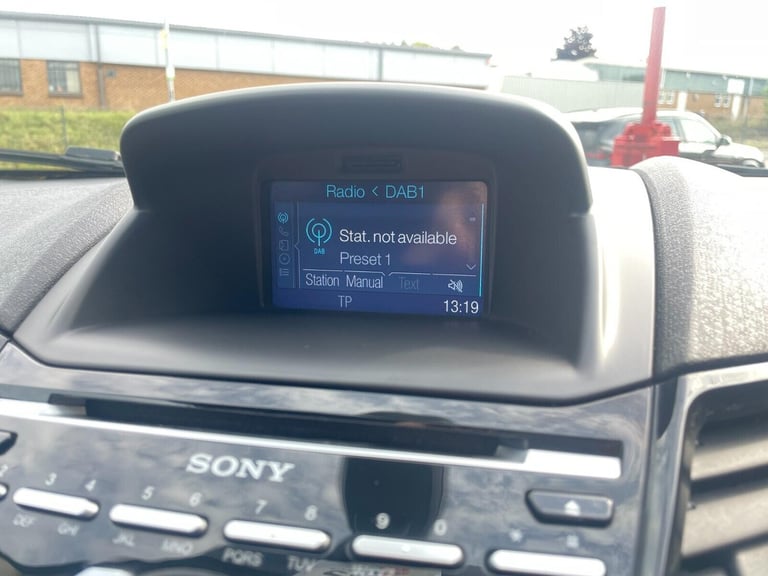 Radio < DAB1
DAB
Stat. not available
Preset 1
Station Manual Text
TP 13:19
SONY
3 4 5 6 7 8 9 0 *
DEF GHI JKL MNO PQRS TUV